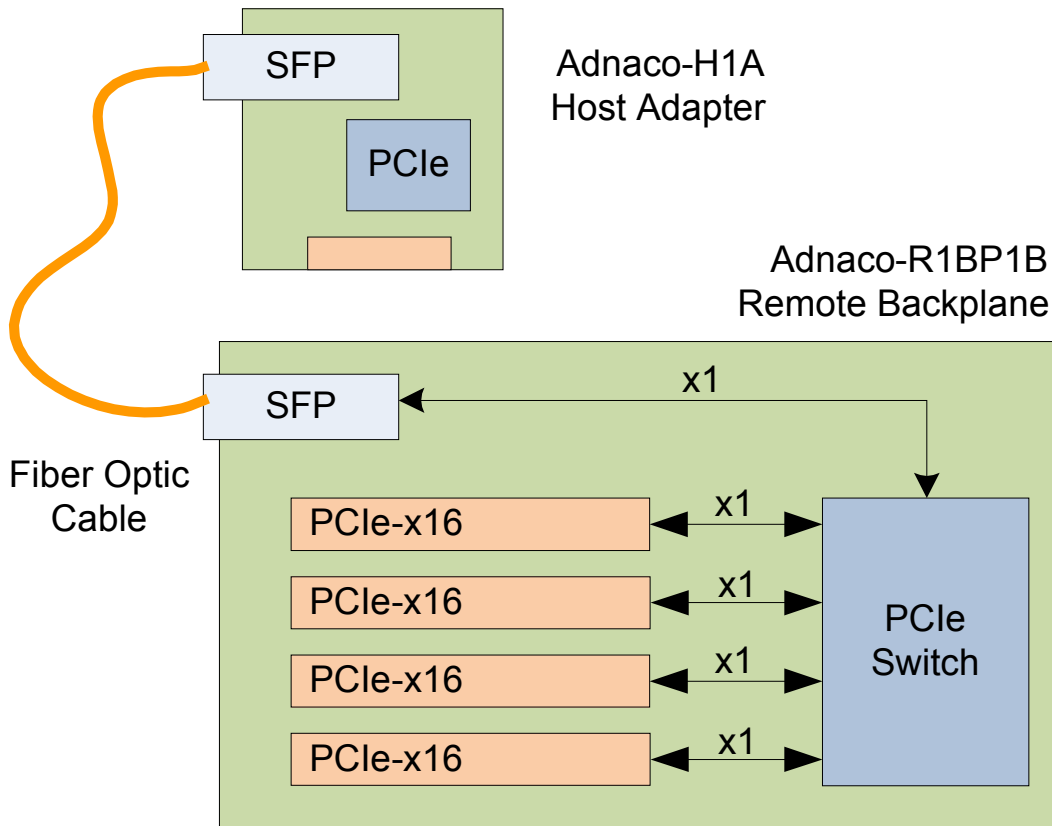 SFP
Adnaco-H1A
Host Adapter
PCIe
Adnaco-R1BP1B
Remote Backplane
SFP
x1
Fiber Optic
Cable
PCIe-x16
x1
PCIe-x16
x1
PCIe-x16
x1
PCIe-x16
x1
PCIe
Switch